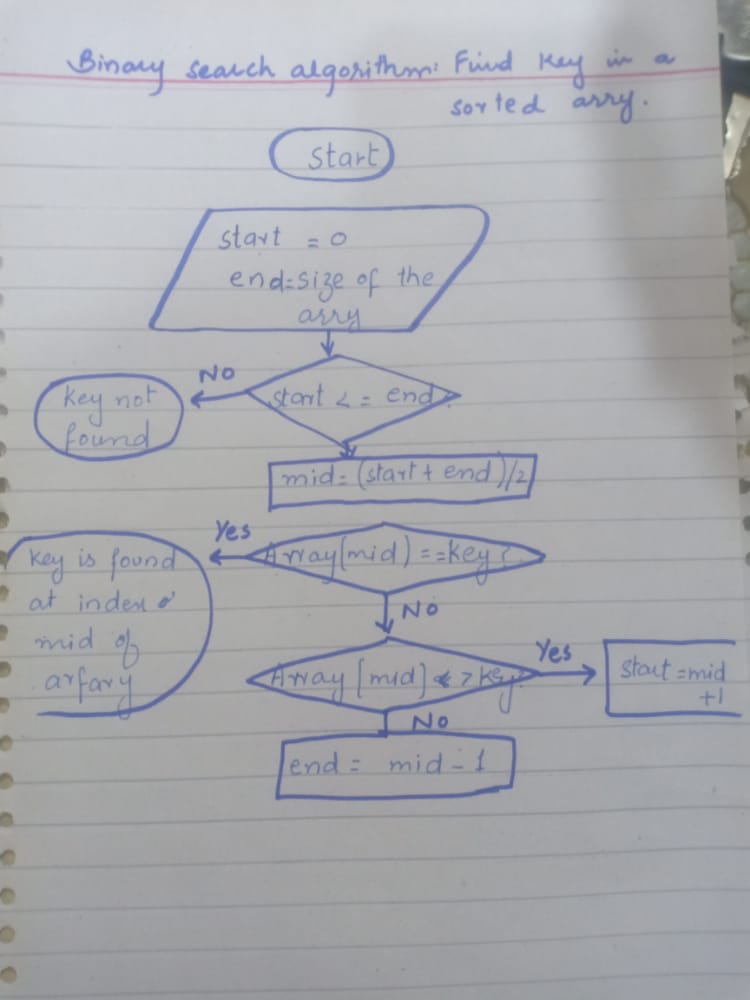 Binary search algorithm: Find key in a
sorted arry.
Start
start = 0
end=size of the
arry
No
start <= end?
key not
found
mid=(start + end)/2
Yes
Array[mid) ==key?
key is found
at index
mid of
arfary
No
Array [mid] > key?
Yes
start =mid
+1
No
end = mid - 1